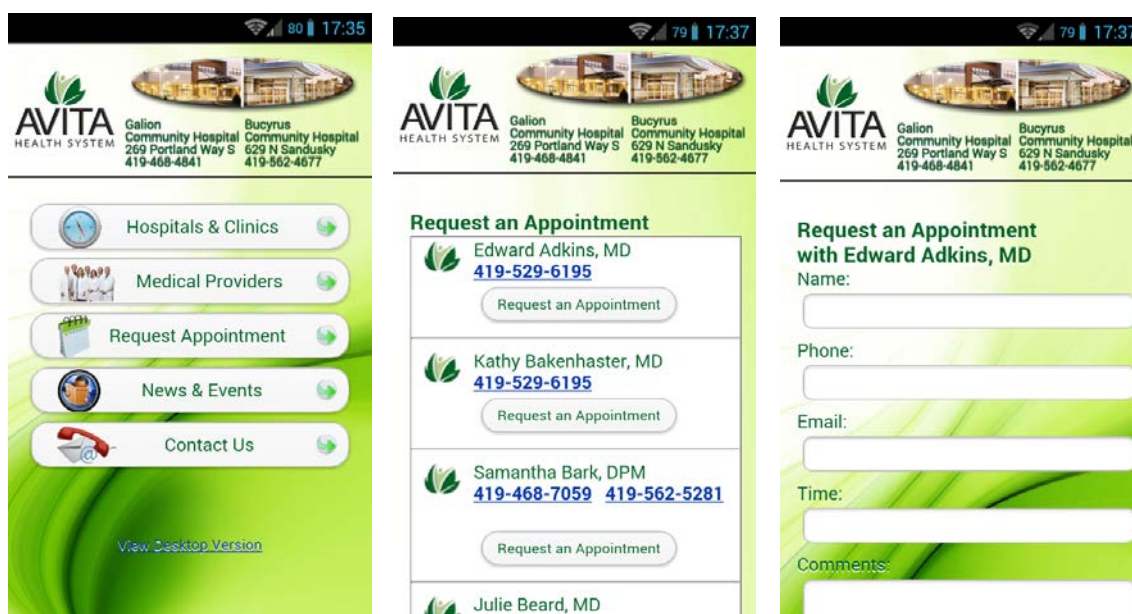 80 17:35
AVITA
HEALTH SYSTEM
Galion
Community Hospital
269 Portland Way S
419-468-4841
Bucyrus
Community Hospital
629 N Sandusky
419-562-4677
Hospitals & Clinics
Medical Providers
Request Appointment
News & Events
Contact Us
View Desktop Version
79 17:37
AVITA
HEALTH SYSTEM
Galion
Community Hospital
269 Portland Way S
419-468-4841
Bucyrus
Community Hospital
629 N Sandusky
419-562-4677
Request an Appointment
Edward Adkins, MD
419-529-6195
Request an Appointment
Kathy Bakenhaster, MD
419-529-6195
Request an Appointment
Samantha Bark, DPM
419-468-7059 419-562-5281
Request an Appointment
Julie Beard, MD
79 17:37
AVITA
HEALTH SYSTEM
Galion
Community Hospital
269 Portland Way S
419-468-4841
Bucyrus
Community Hospital
629 N Sandusky
419-562-4677
Request an Appointment
with Edward Adkins, MD
Name:
Phone:
Email:
Time:
Comments: